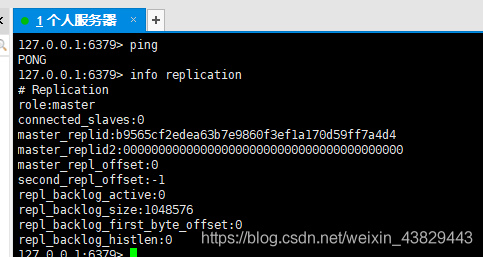 1 个人服务器 × +
127.0.0.1:6379> ping
PONG
127.0.0.1:6379> info replication
# Replication
role:master
connected_slaves:0
master_replid:b9565cf2edea63b7e9860f3ef1a170d59ff7a4d4
master_replid2:0000000000000000000000000000000000000000
master_repl_offset:0
second_repl_offset:-1
repl_backlog_active:0
repl_backlog_size:1048576
repl_backlog_first_byte_offset:0
repl_backlog_histlen:0
https://blog.csdn.net/weixin_43829443
127.0.0.1:6379>